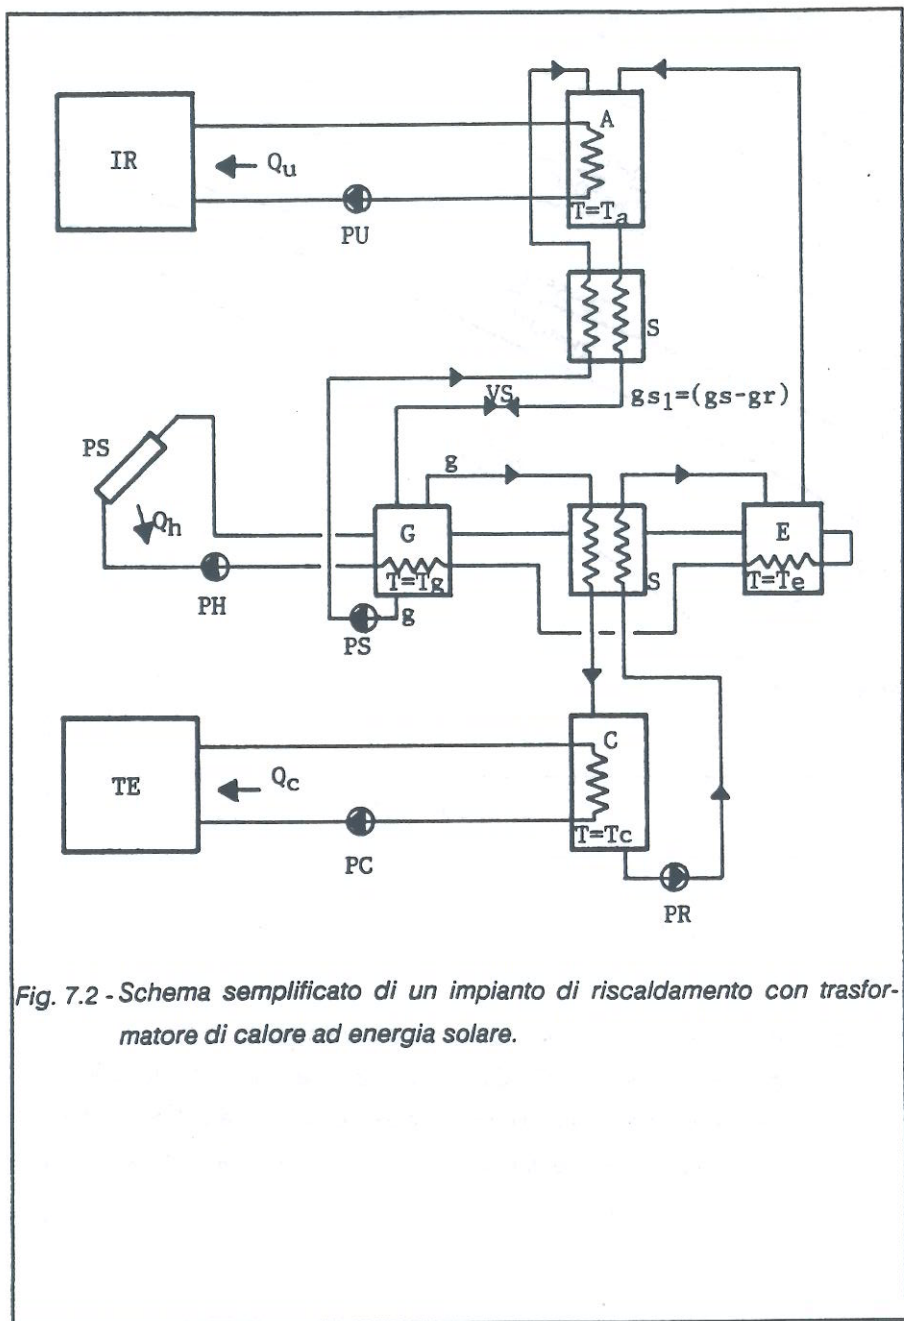 A
IR
Qu
T=Ta
PU
S
VS
gs1=(gs-gr)
PS
g
Qh
G
E
T=Tg
T=Te
S
PH
g
PS
C
TE
Qc
T=Tc
PC
PR
Fig. 7.2 - Schema semplificato di un impianto di riscaldamento con trasfor-
matore di calore ad energia solare.